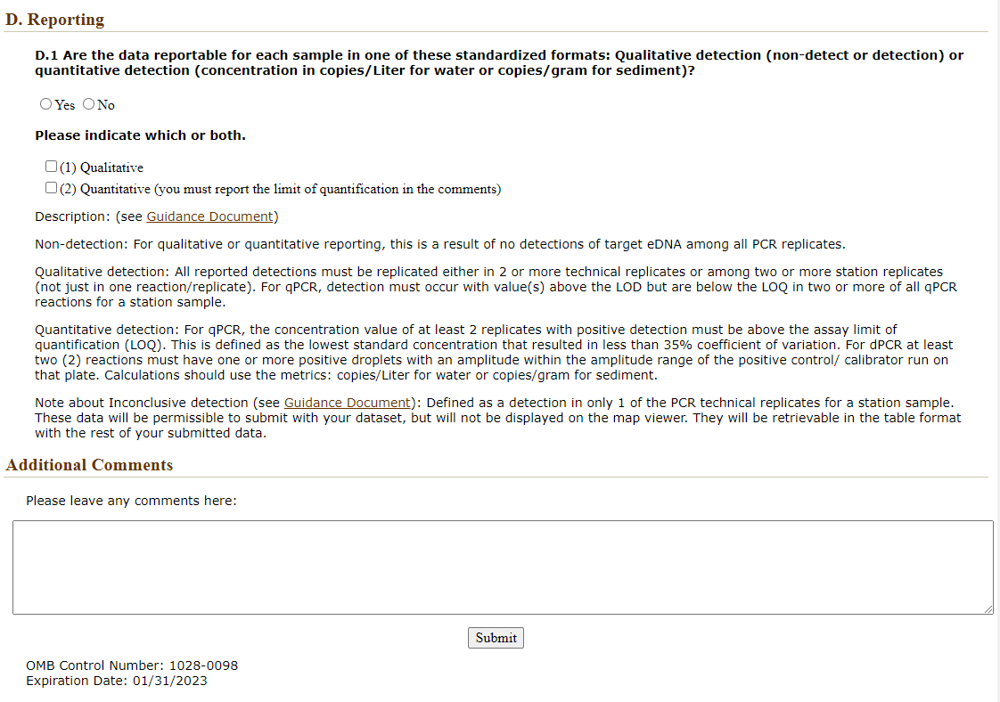 D. Reporting
D.1 Are the data reportable for each sample in one of these standardized formats: Qualitative detection (non-detect or detection) or
quantitative detection (concentration in copies/Liter for water or copies/gram for sediment)?
Yes No
Please indicate which or both.
(1) Qualitative
(2) Quantitative (you must report the limit of quantification in the comments)
Description: (see Guidance Document)
Non-detection: For qualitative or quantitative reporting, this is a result of no detections of target eDNA among all PCR replicates.
Qualitative detection: All reported detections must be replicated either in 2 or more technical replicates or among two or more station replicates
(not just in one reaction/replicate). For qPCR, detection must occur with value(s) above the LOD but are below the LOQ in two or more of all qPCR
reactions for a station sample.
Quantitative detection: For qPCR, the concentration value of at least 2 replicates with positive detection must be above the assay limit of
quantification (LOQ). This is defined as the lowest standard concentration that resulted in less than 35% coefficient of variation. For dPCR at least
two (2) reactions must have one or more positive droplets with an amplitude within the amplitude range of the positive control/ calibrator run on
that plate. Calculations should use the metrics: copies/Liter for water or copies/gram for sediment.
Note about Inconclusive detection (see Guidance Document): Defined as a detection in only 1 of the PCR technical replicates for a station sample.
These data will be permissible to submit with your dataset, but will not be displayed on the map viewer. They will be retrievable in the table format
with the rest of your submitted data.
Additional Comments
Please leave any comments here:
Submit
OMB Control Number: 1028-0098
Expiration Date: 01/31/2023